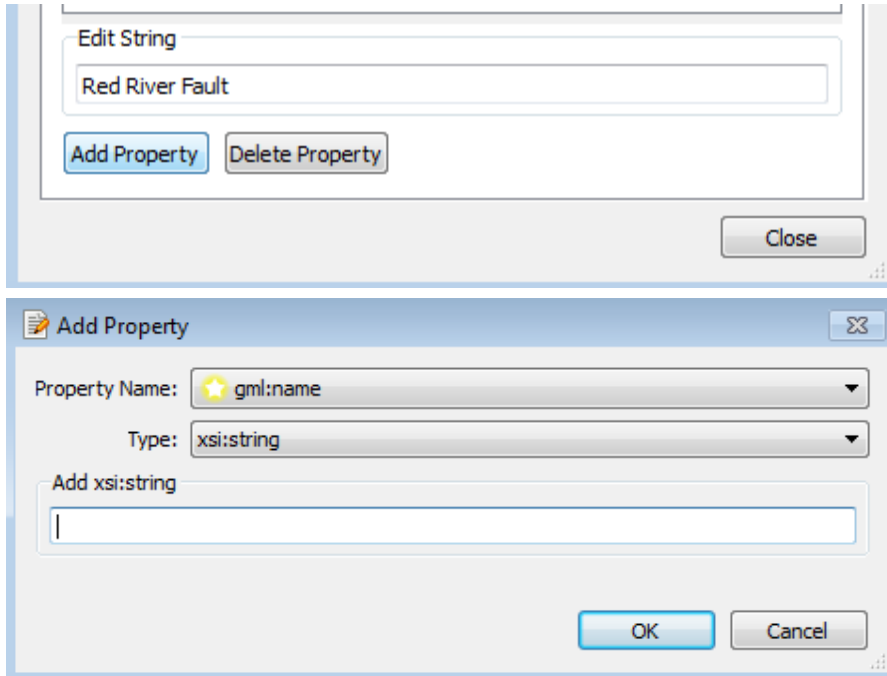 Edit String
Red River Fault
Add Property Delete Property
Close
Add Property
Property Name: gml:name
Type: xsi:string
Add xsi:string
OK Cancel